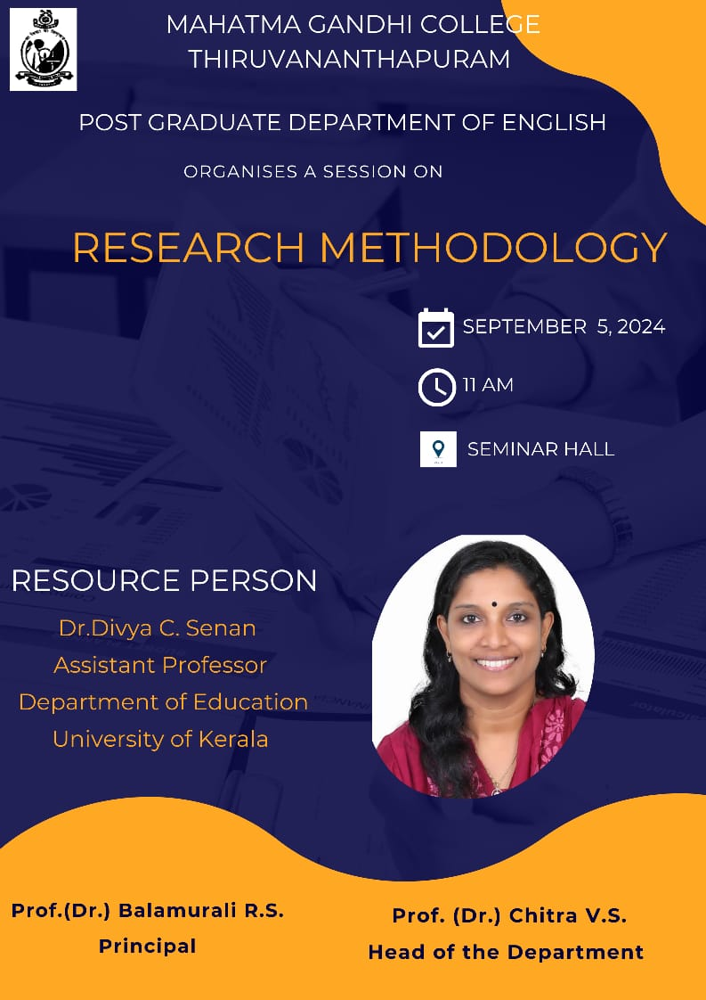 MAHATMA GANDHI COLLEGE
THIRUVANANTHAPURAM
POST GRADUATE DEPARTMENT OF ENGLISH
ORGANISES A SESSION ON
RESEARCH METHODOLOGY
SEPTEMBER 5, 2024
11 AM
SEMINAR HALL
RESOURCE PERSON
Dr.Divya C. Senan
Assistant Professor
Department of Education
University of Kerala
Prof.(Dr.) Balamurali R.S.
Principal
Prof. (Dr.) Chitra V.S.
Head of the Department